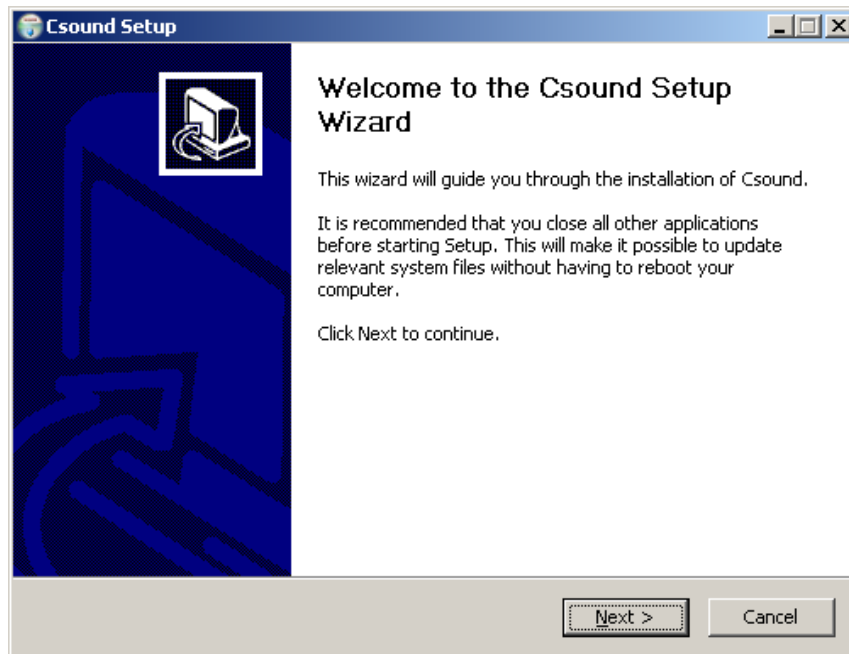 Csound Setup
Welcome to the Csound Setup
Wizard
This wizard will guide you through the installation of Csound.
It is recommended that you close all other applications
before starting Setup. This will make it possible to update
relevant system files without having to reboot your
computer.
Click Next to continue.
Next >
Cancel